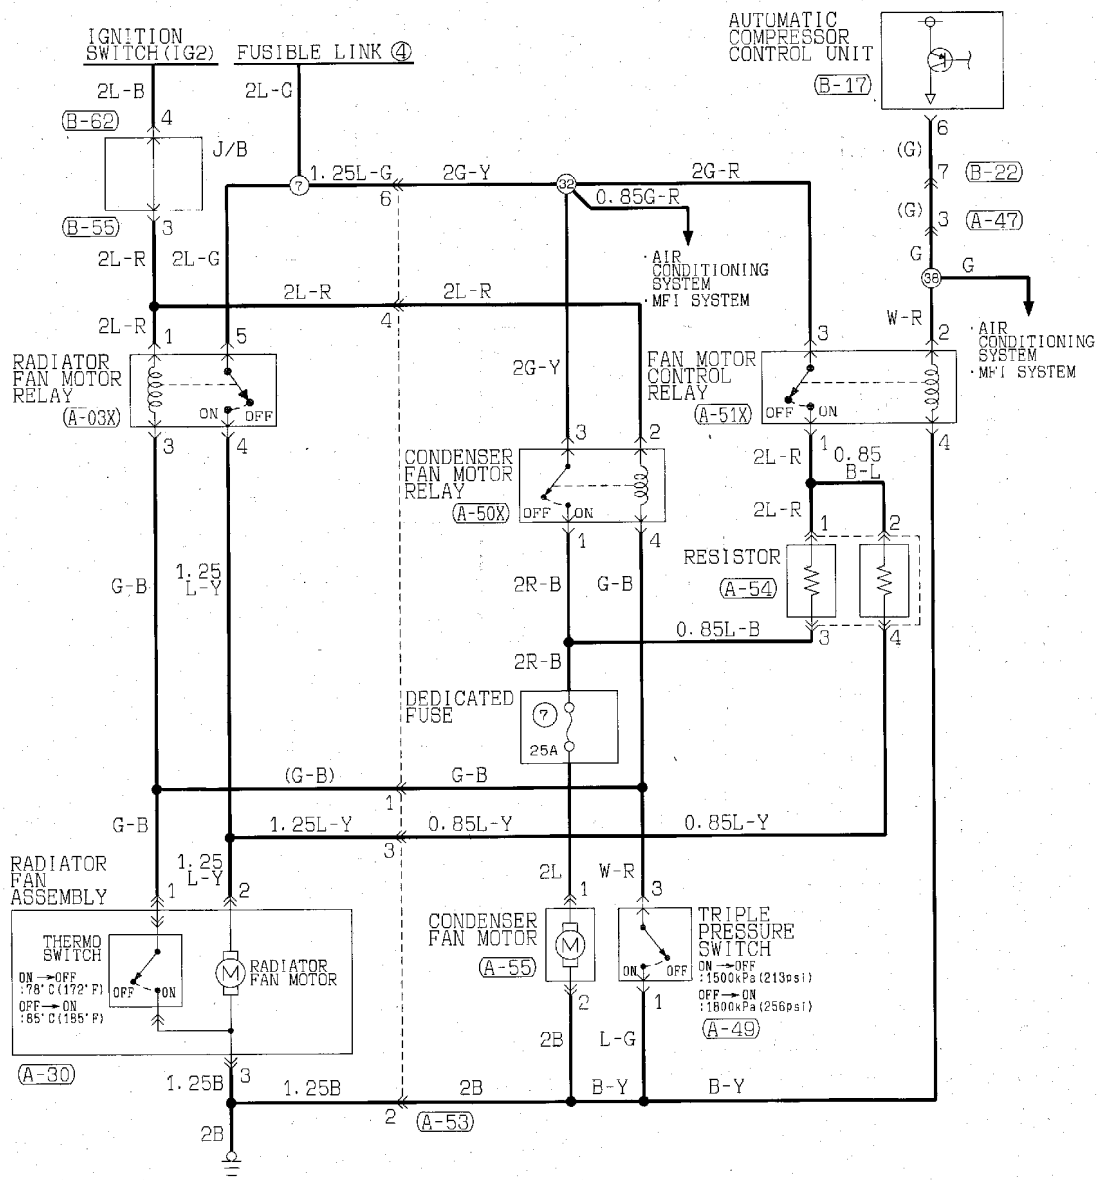 IGNITION
SWITCH(IG2)
FUSIBLE LINK ④
AUTOMATIC
COMPRESSOR
CONTROL UNIT
B-17
2L-B
2L-G
B-62
4
6
J/B
(G)
1.25L-G
2G-Y
2G-R
7
B-22
7
32
6
0.85G-R
B-55
3
(G)
3
A-47
2L-R
2L-G
G
G
38
· AIR
CONDITIONING
SYSTEM
· MFI SYSTEM
2L-R
2L-R
4
W-R
2L-R
1
5
3
2
· AIR
CONDITIONING
SYSTEM
· MFI SYSTEM
RADIATOR
FAN MOTOR
RELAY
A-03X
ON
OFF
2G-Y
FAN MOTOR
CONTROL
RELAY
A-51X
OFF
ON
3
4
3
2
1
4
CONDENSER
FAN MOTOR
RELAY
A-50X
OFF
ON
2L-R
0.85
B-L
2L-R
1
2
1
4
RESISTOR
A-54
G-B
1.25
L-Y
2R-B
G-B
0.85L-B
3
4
2R-B
DEDICATED
FUSE
7
25A
(G-B)
G-B
1
G-B
1.25L-Y
0.85L-Y
0.85L-Y
3
RADIATOR
FAN
ASSEMBLY
1.25
L-Y
1
2
2L
1
W-R
3
THERMO
SWITCH
ON→OFF
:78°C(172°F)
OFF→ON
:85°C(185°F)
OFF
ON
M
RADIATOR
FAN MOTOR
CONDENSER
FAN MOTOR
A-55
M
ON
OFF
TRIPLE
PRESSURE
SWITCH
ON→OFF
:1500kPa(213psi)
OFF→ON
:1800kPa(256psi)
A-49
2
1
A-30
3
2B
L-G
1.25B
1.25B
2B
B-Y
B-Y
2
A-53
2B